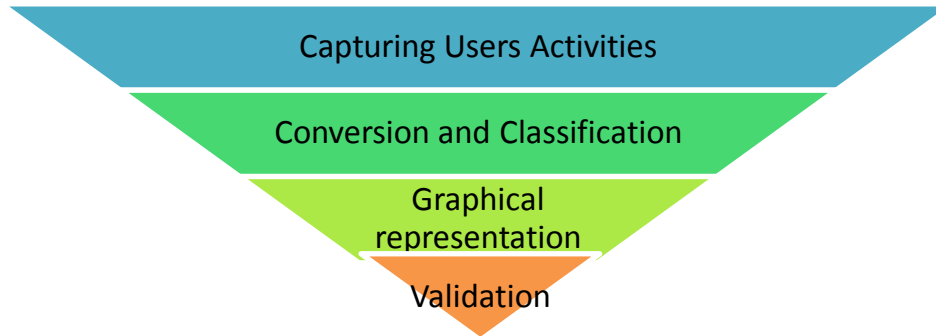 Capturing Users Activities
Conversion and Classification
Graphical
representation
Validation